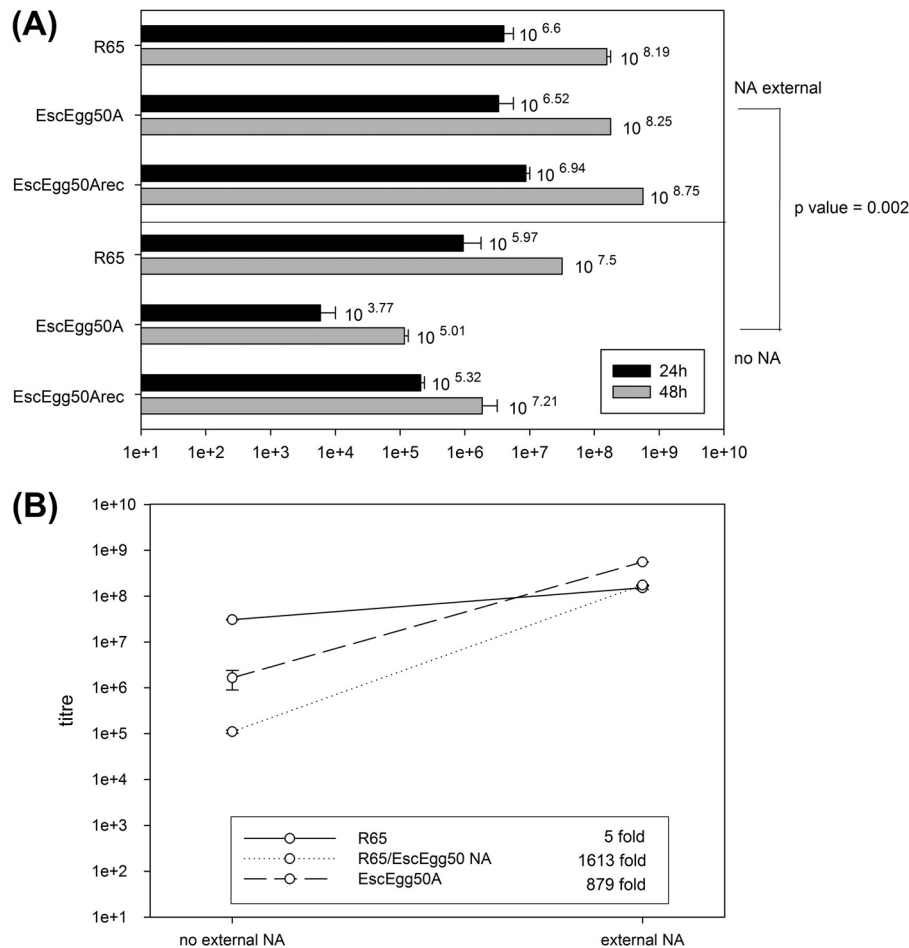 (A)
R65
10 6.6
10 8.19
NA external
EscEgg50A
10 6.52
10 8.25
EscEgg50Arec
10 6.94
10 8.75
p value = 0.002
R65
10 5.97
10 7.5
EscEgg50A
10 3.77
10 5.01
no NA
EscEgg50Arec
10 5.32
10 7.21
24h
48h
1e+1 1e+2 1e+3 1e+4 1e+5 1e+6 1e+7 1e+8 1e+9 1e+10
(B)
1e+10
1e+9
1e+8
1e+7
1e+6
1e+5
1e+4
1e+3
1e+2
1e+1
titre
R65 5 fold
R65/EscEgg50 NA 1613 fold
EscEgg50A 879 fold
no external NA external NA